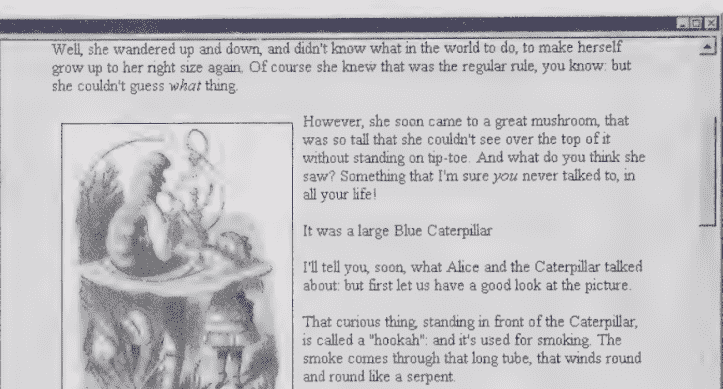 Well, she wandered up and down, and didn't know what in the world to do, to make herself
grow up to her right size again. Of course she knew that was the regular rule, you know: but
she couldn't guess what thing.
However, she soon came to a great mushroom, that
was so tall that she couldn't see over the top of it
without standing on tip-toe. And what do you think she
saw? Something that I'm sure you never talked to, in
all your life!
It was a large Blue Caterpillar
I'll tell you, soon, what Alice and the Caterpillar talked
about: but first let us have a good look at the picture.
That curious thing, standing in front of the Caterpillar,
is called a "hookah": and it's used for smoking. The
smoke comes through that long tube, that winds round
and round like a serpent.